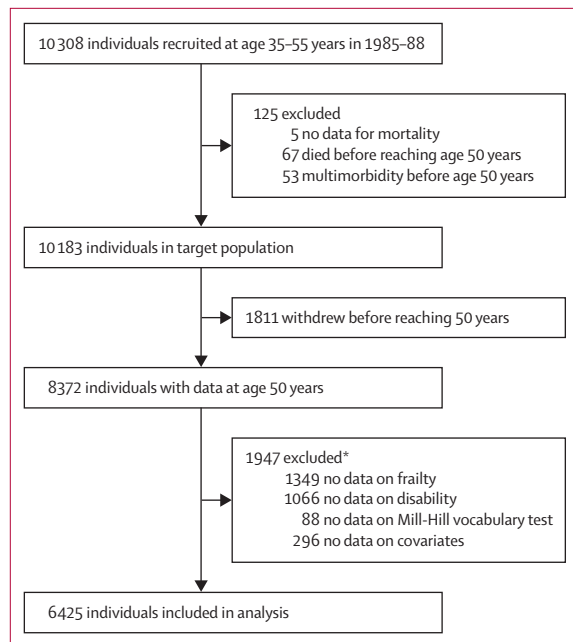 10 308 individuals recruited at age 35–55 years in 1985–88
125 excluded
5 no data for mortality
67 died before reaching age 50 years
53 multimorbidity before age 50 years
10 183 individuals in target population
1811 withdrew before reaching 50 years
8372 individuals with data at age 50 years
1947 excluded*
1349 no data on frailty
1066 no data on disability
88 no data on Mill-Hill vocabulary test
296 no data on covariates
6425 individuals included in analysis